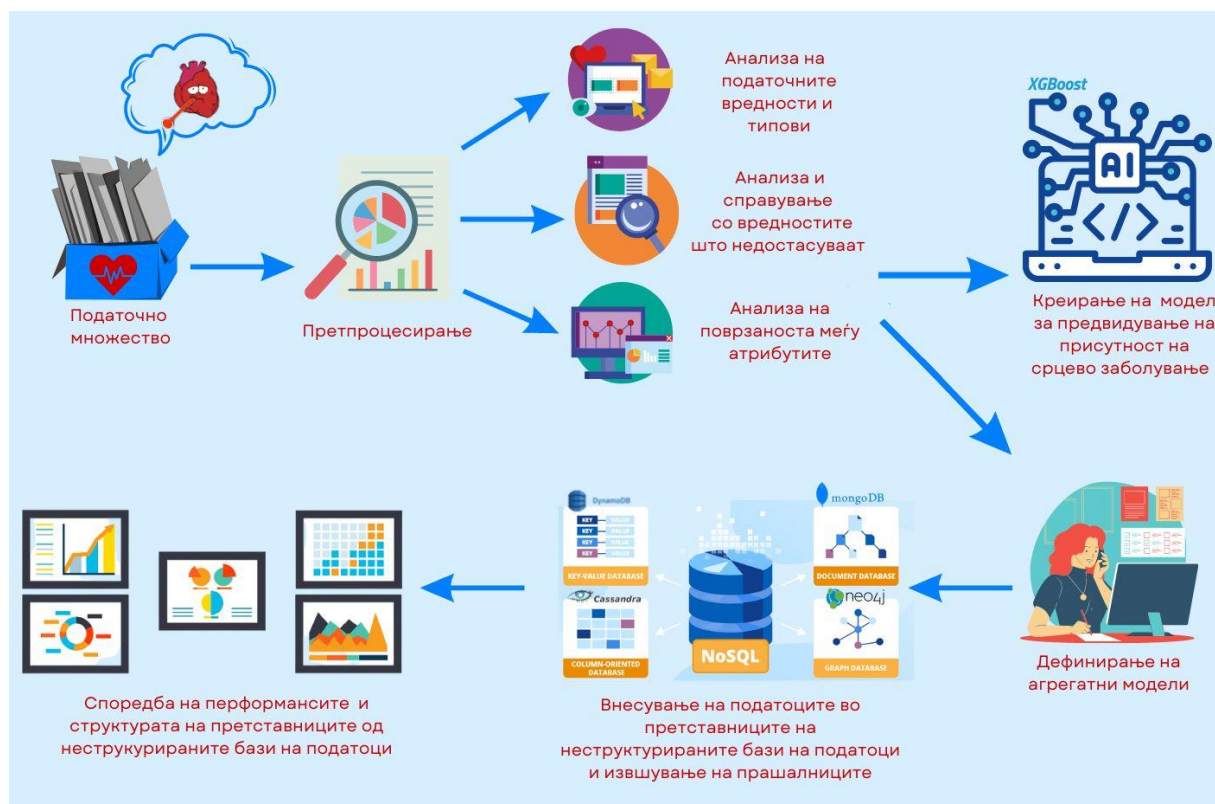 Податочно
множество
Претпроцесирање
Анализа на
податочните
вредности и
типови
Анализа и
справување
со вредностите
што недостасуваат
Анализа на
поврзаноста меѓу
атрибутите
XGBoost
AI
</>
Креирање на модел
за предвидување на
присутност на
срцево заболување
Дефинирање на
агрегатни модели
DynamoDB
KEY VALUE
KEY VALUE
KEY VALUE
KEY VALUE
KEY-VALUE DATABASE
mongoDB
DOCUMENT DATABASE
Cassandra
COLUMN-ORIENTED
DATABASE
NoSQL
neo4j
GRAPH DATABASE
Внесување на податоците во
претставниците на
неструктурираните бази на податоци
и извшување на прашалниците
Споредба на перформансите и
структурата на претставниците од
неструкурираните бази на податоци